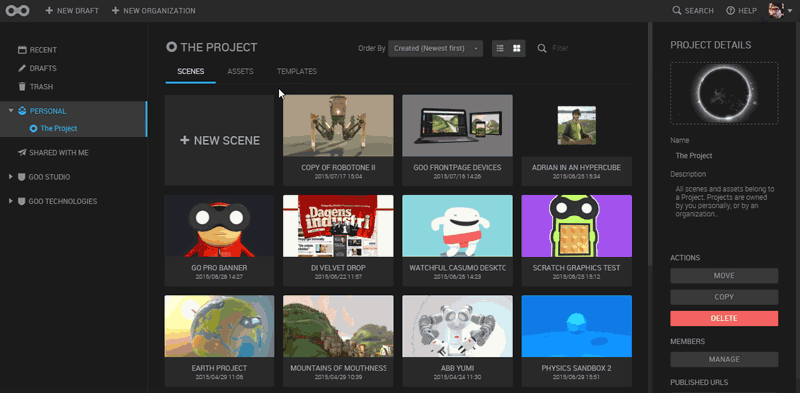 + NEW DRAFT + NEW ORGANIZATION SEARCH HELP
RECENT
DRAFTS
TRASH
PERSONAL
The Project
SHARED WITH ME
GOO STUDIO
GOO TECHNOLOGIES
THE PROJECT
Order By Created (Newest first) Filter
SCENES ASSETS TEMPLATES
+ NEW SCENE
COPY OF ROBOTONE II
2015/07/17 15:04
GOO FRONTPAGE DEVICES
2015/07/16 14:26
ADRIAN IN AN HYPERCUBE
2015/06/25 15:34
GO PRO BANNER
2015/06/26 14:27
Dagens
industri
DI VELVET DROP
2015/06/22 11:57
WATCHFUL CASUMO DESKTO
2015/06/26 14:23
SCRATCH GRAPHICS TEST
2015/06/25 15:12
EARTH PROJECT
2015/04/29 11:06
MOUNTAINS OF MOUTHNESS
2015/04/29 10:39
ABB YUMI
2015/04/24 11:30
PHYSICS SANDBOX 2
2015/06/29 15:51
PROJECT DETAILS
Name
The Project
Description
All scenes and assets belong to
a Project. Projects are owned
by you personally, or by an
organization..
ACTIONS
MOVE
COPY
DELETE
MEMBERS
MANAGE
PUBLISHED URLS